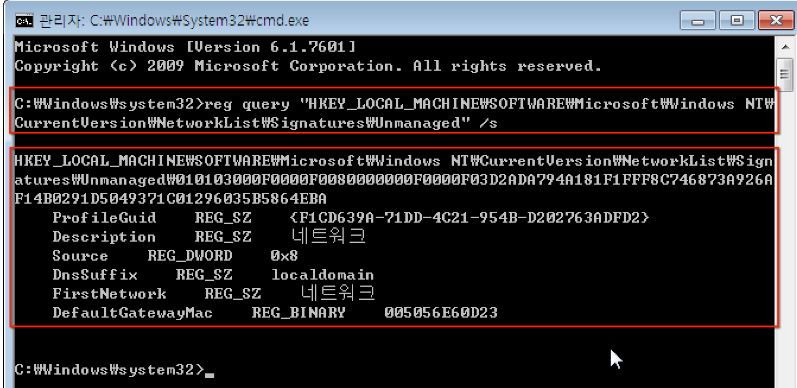 관리자: C:₩Windows₩System32₩cmd.exe
Microsoft Windows [Version 6.1.7601]
Copyright (c) 2009 Microsoft Corporation. All rights reserved.
C:₩Windows₩system32>reg query "HKEY_LOCAL_MACHINE₩SOFTWARE₩Microsoft₩Windows NT₩
CurrentVersion₩NetworkList₩Signatures₩Unmanaged" /s
HKEY_LOCAL_MACHINE₩SOFTWARE₩Microsoft₩Windows NT₩CurrentVersion₩NetworkList₩Sign
atures₩Unmanaged₩010103000F0000F0080000000F0000F03D2ADA794A181F1FFF8C746873A926A
F14B0291D5049371C01296035B5864EBA
ProfileGuid REG_SZ {F1CD639A-71DD-4C21-954B-D202763ADFD2}
Description REG_SZ 네트워크
Source REG_DWORD 0x8
DnsSuffix REG_SZ localdomain
FirstNetwork REG_SZ 네트워크
DefaultGatewayMac REG_BINARY 005056E60D23
C:₩Windows₩system32>_